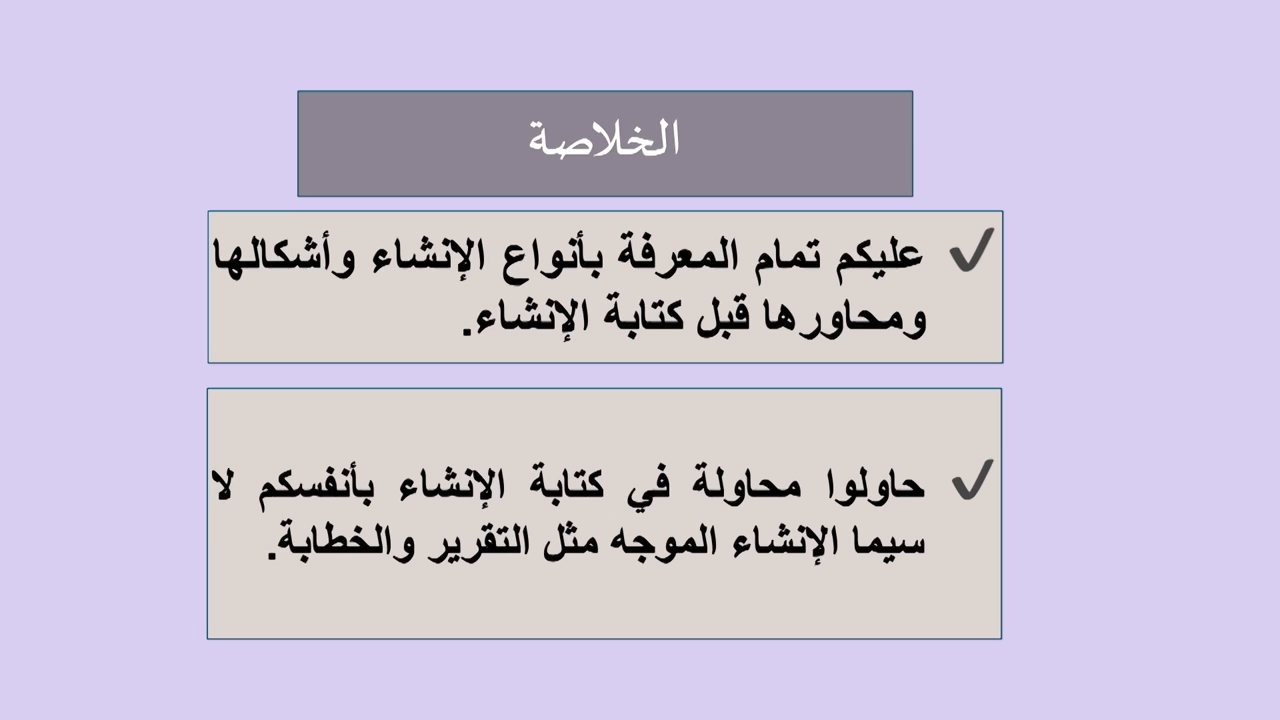 الخلاصة
✔ عليكم تمام المعرفة بأنواع الإنشاء وأشكالها
ومحاورها قبل كتابة الإنشاء.
✔ حاولوا محاولة في كتابة الإنشاء بأنفسكم لا
سيما الإنشاء الموجه مثل التقرير والخطابة.